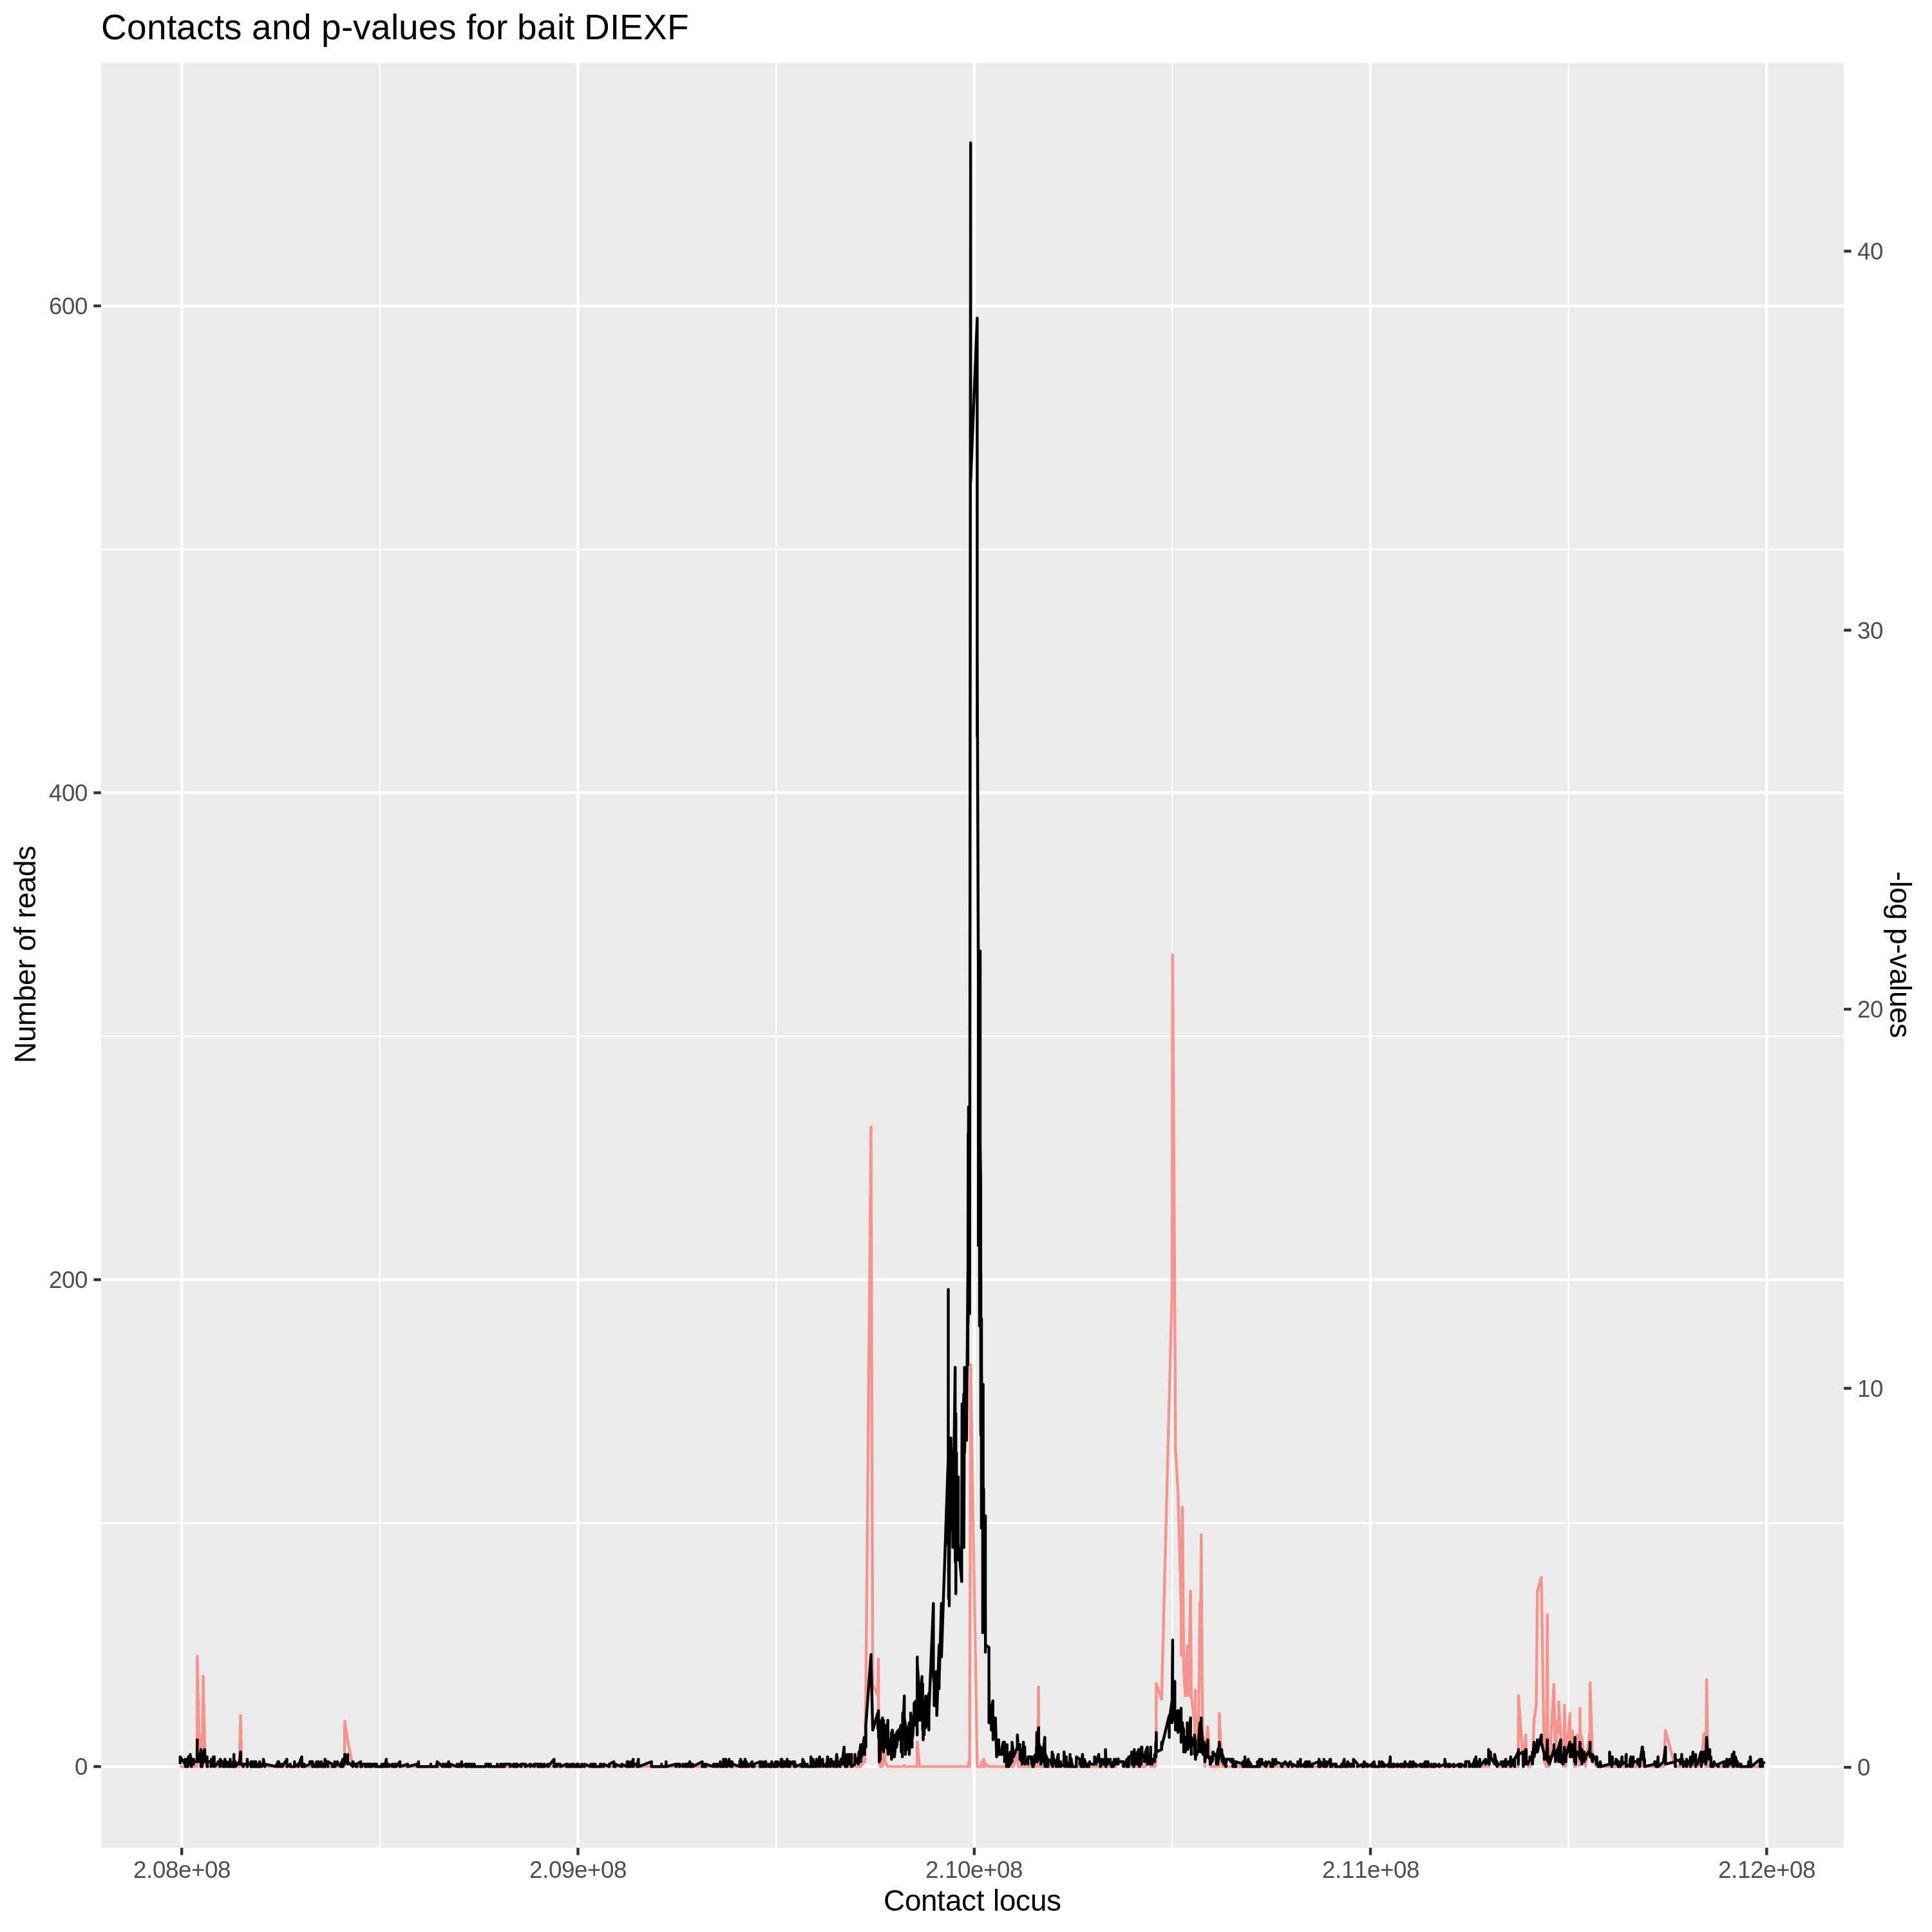 Contacts and p-values for bait DIEXF
Number of reads
600
400
200
0
40
30
20
10
0
-log p-values
2.08e+08
2.09e+08
2.10e+08
2.11e+08
2.12e+08
Contact locus